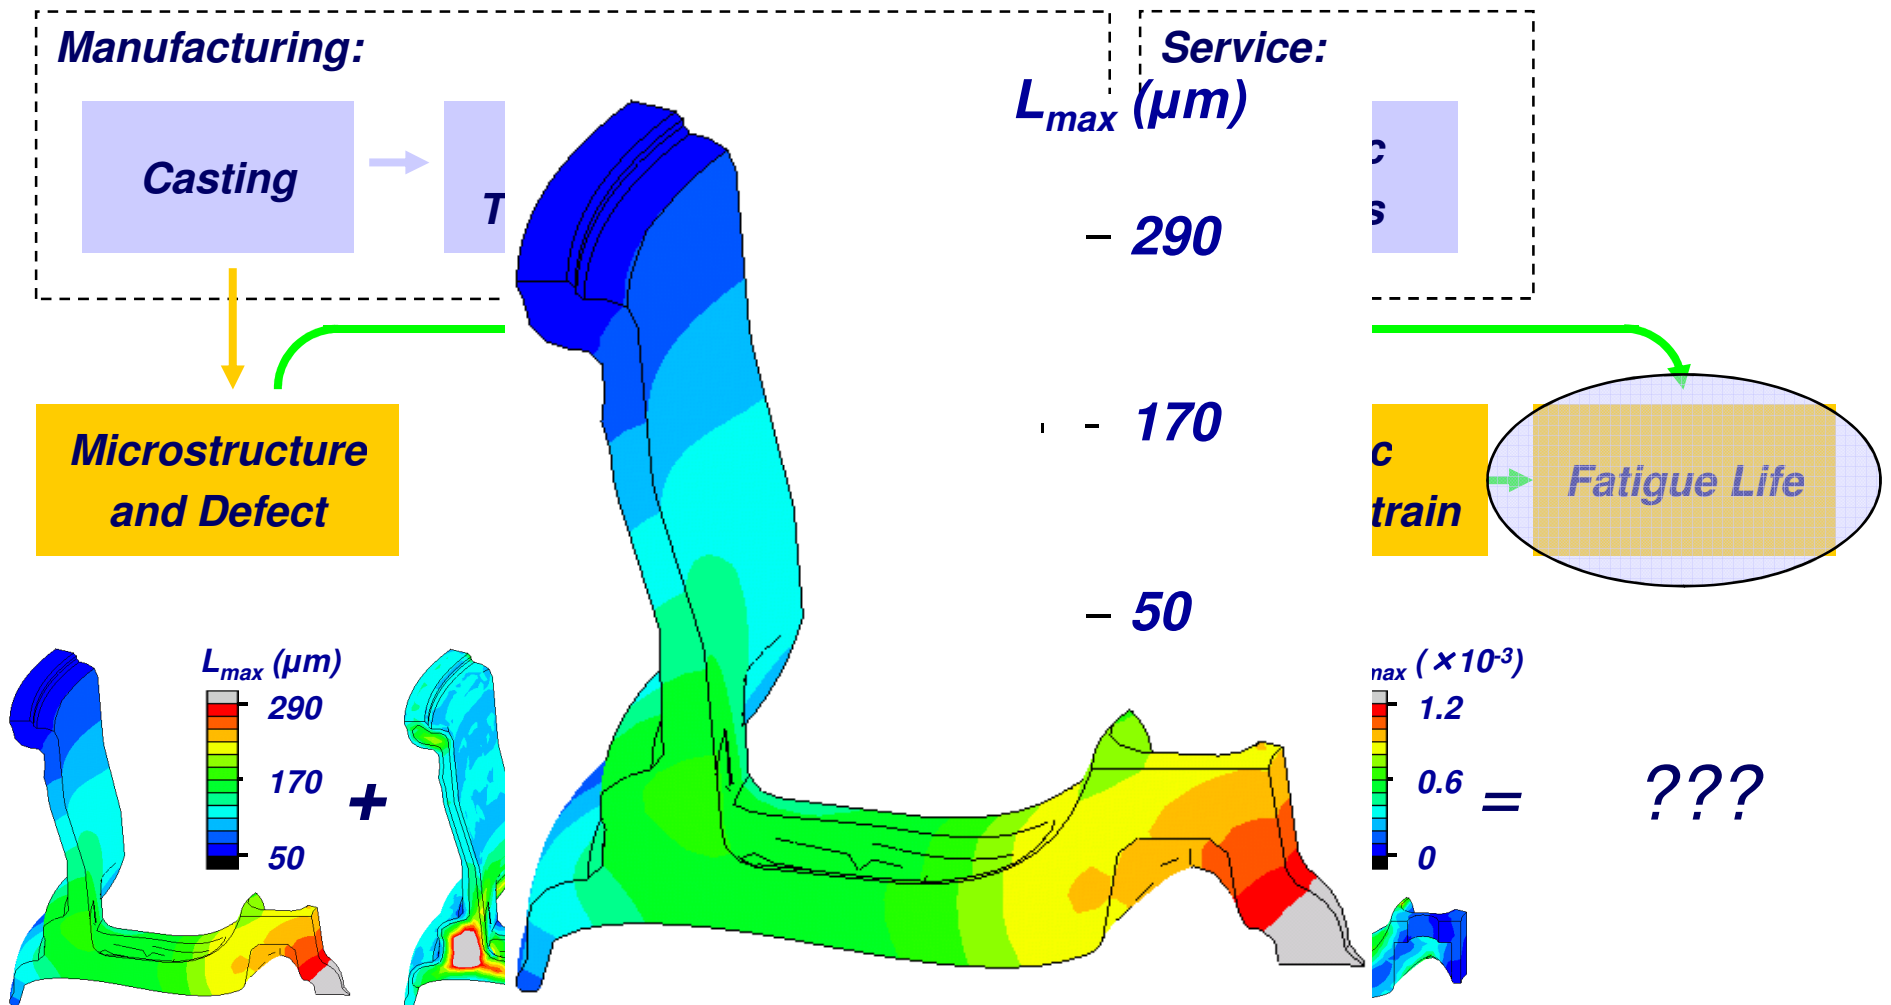 Manufacturing:
Service:
Casting
T
c
s
Lmax (μm)
290
170
50
Microstructure
and Defect
c
train
Fatigue Life
Lmax (μm)
290
170
50
+
max (×10-3)
1.2
0.6
0
=
???